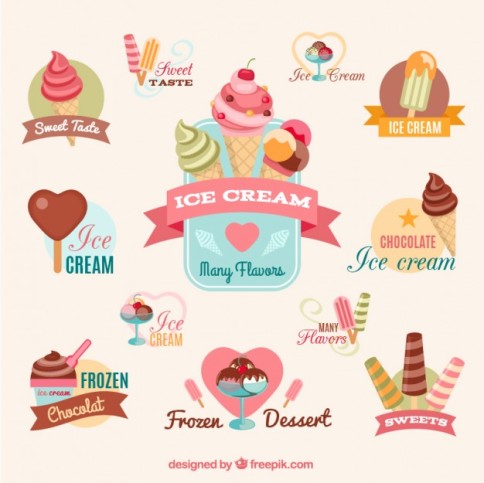 Sweet
TASTE
Ice Cream
Sweet Taste
ICE CREAM
ICE CREAM
Many Flavors
Ice
CREAM
CHOCOLATE
Ice cream
Ice
CREAM
MANY
Flavors
ice cream
FROZEN
Chocolat
Frozen Dessert
SWEETS
designed by freepik.com